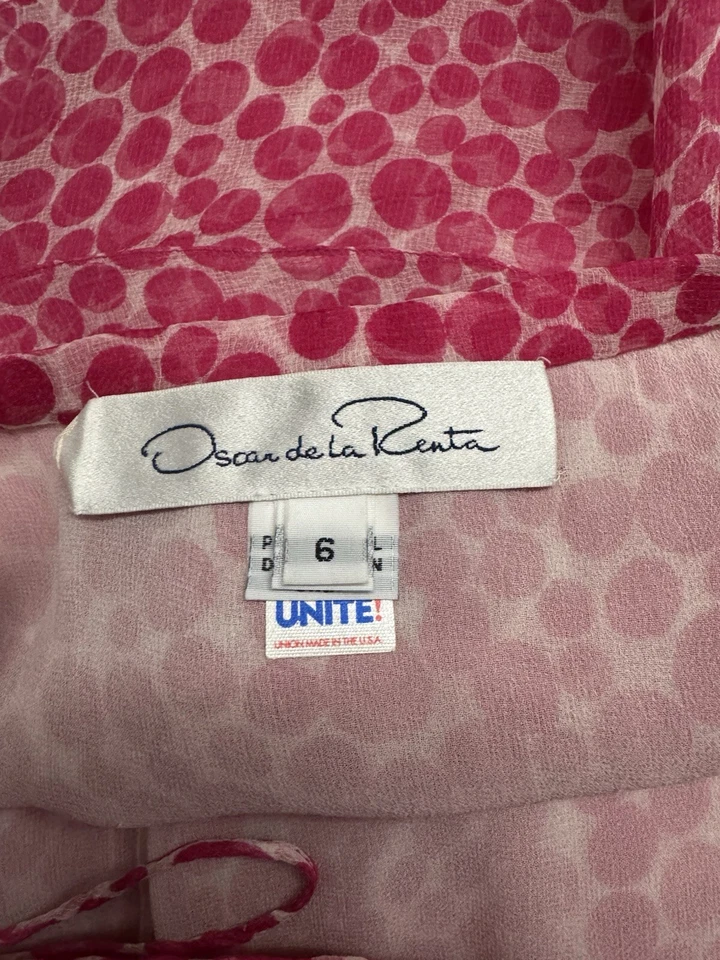 Oscar de la Renta
P 6 L
D N
UNITE!
UNION MADE IN THE U.S.A.